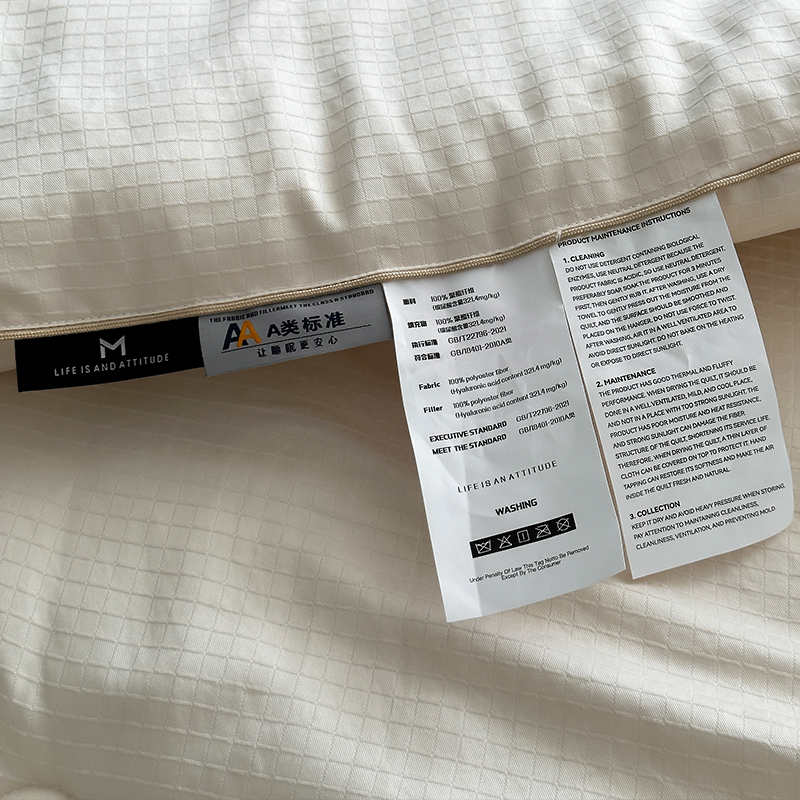 M
LIFE IS AND ATTITUDE
THE FABRIC AND FILLERMEET THE CLASS A STANDARD
AA A类标准
让睡眠更安心
面料 100% 聚酯纤维
(玻尿酸含量321.4mg/kg)
填充物 100% 聚酯纤维
(玻尿酸含量321.4mg/kg)
执行标准 GB/T22796-2021
符合标准 GB/18401-2010A类
Fabric 100% polyester fiber
(Hyaluronic acid content 321.4 mg/kg)
Filler 100% polyester fiber
(Hyaluronic acid content 321.4 mg/kg)
EXECUTIVE STANDARD GB/T22796-2021
MEET THE STANDARD GB/18401-2010A类
LIFE IS AN ATTITUDE
WASHING
Under Penalty Of Law This Tag Notto Be Removed
Except By The Consumer
PRODUCT MAINTENANCE INSTRUCTIONS
1. CLEANING
DO NOT USE DETERGENT CONTAINING BIOLOGICAL
ENZYMES, USE NEUTRAL DETERGENT BECAUSE THE
PRODUCT FABRIC IS ACIDIC, SO USE NEUTRAL DETERGENT.
PREFERABLY SOAP, SOAK THE PRODUCT FOR 3 MINUTES
FIRST, THEN GENTLY RUB IT. AFTER WASHING, USE A DRY
TOWEL TO GENTLY PRESS OUT THE MOISTURE FROM THE
QUILT, AND THE SURFACE SHOULD BE SMOOTHED AND
PLACED ON THE HANGER. DO NOT USE FORCE TO TWIST.
AFTER WASHING, AIR IT IN A WELL VENTILATED AREA TO
AVOID DIRECT SUNLIGHT. DO NOT BAKE ON THE HEATING
OR EXPOSE TO DIRECT SUNLIGHT.
2. MAINTENANCE
THE PRODUCT HAS GOOD THERMAL AND FLUFFY
PERFORMANCE. WHEN DRYING THE QUILT, IT SHOULD BE
DONE IN A WELL-VENTILATED, MILD, AND COOL PLACE,
AND NOT IN A PLACE WITH TOO STRONG SUNLIGHT. THE
PRODUCT HAS POOR MOISTURE AND HEAT RESISTANCE,
AND STRONG SUNLIGHT CAN DAMAGE THE FIBER
STRUCTURE OF THE QUILT, SHORTENING ITS SERVICE LIFE.
THEREFORE, WHEN DRYING THE QUILT, A THIN LAYER OF
CLOTH CAN BE COVERED ON TOP TO PROTECT IT. HAND
TAPPING CAN RESTORE ITS SOFTNESS AND MAKE THE AIR
INSIDE THE QUILT FRESH AND NATURAL.
3. COLLECTION
KEEP IT DRY AND AVOID HEAVY PRESSURE WHEN STORING.
PAY ATTENTION TO MAINTAINING CLEANLINESS,
CLEANLINESS, VENTILATION, AND PREVENTING MOLD